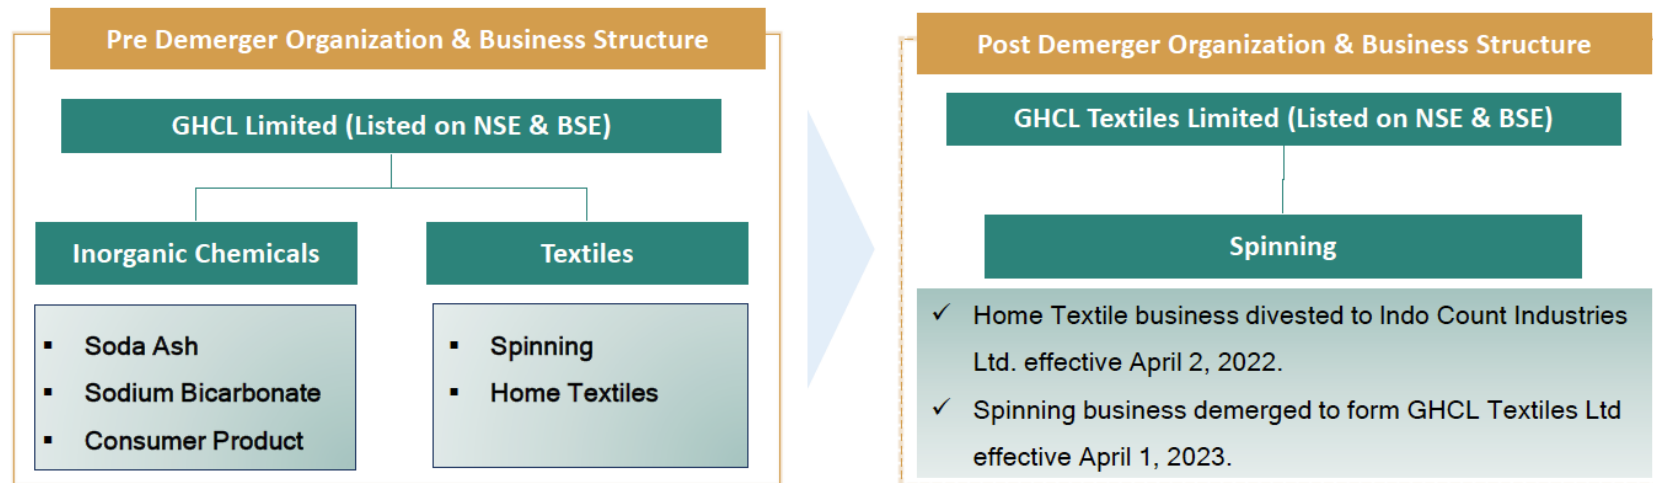 Pre Demerger Organization & Business Structure
GHCL Limited (Listed on NSE & BSE)
Inorganic Chemicals
▪ Soda Ash
▪ Sodium Bicarbonate
▪ Consumer Product
Textiles
▪ Spinning
▪ Home Textiles
Post Demerger Organization & Business Structure
GHCL Textiles Limited (Listed on NSE & BSE)
Spinning
✓ Home Textile business divested to Indo Count Industries
Ltd. effective April 2, 2022.
✓ Spinning business demerged to form GHCL Textiles Ltd
effective April 1, 2023.